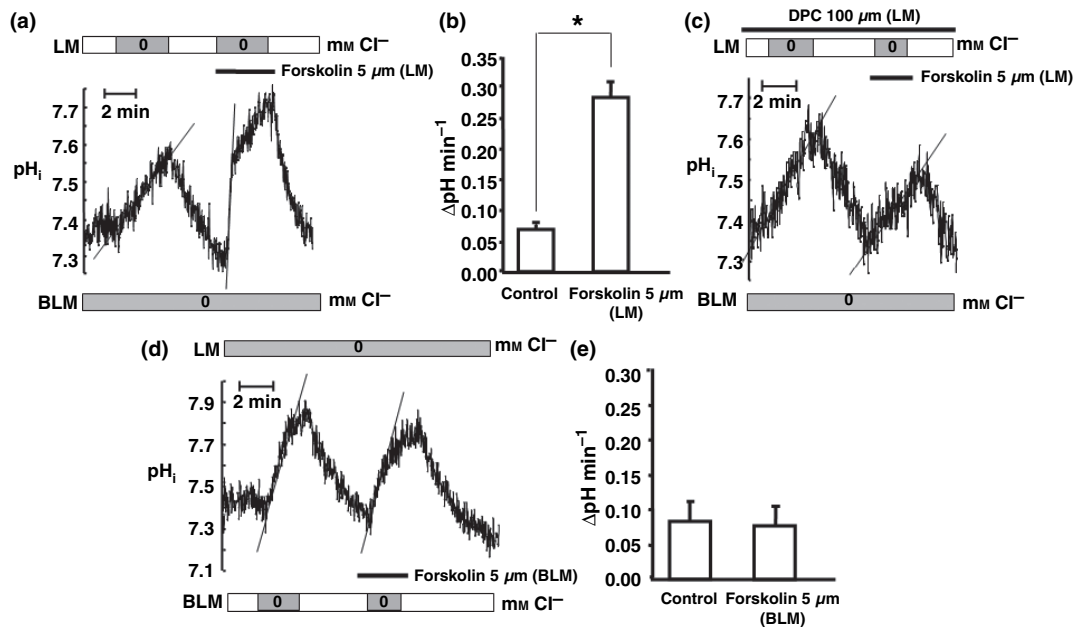 (a)
LM 0 0 mM Cl–
Forskolin 5 µm (LM)
2 min
7.7
7.6
7.5
7.4
7.3
pHi
BLM 0 mM Cl–
(b)
*
0.35
0.30
0.25
0.20
0.15
0.10
0.05
0.00
ΔpH min–1
Control
Forskolin 5 µm
(LM)
(c)
DPC 100 µm (LM)
LM 0 0 mM Cl–
Forskolin 5 µm (LM)
2 min
7.7
7.6
7.5
7.4
7.3
pHi
BLM 0 mM Cl–
(d)
LM 0 mM Cl–
2 min
7.9
7.7
7.5
7.3
7.1
pHi
Forskolin 5 µm (BLM)
BLM 0 0 mM Cl–
(e)
0.30
0.25
0.20
0.15
0.10
0.05
0.00
ΔpH min–1
Control
Forskolin 5 µm
(BLM)